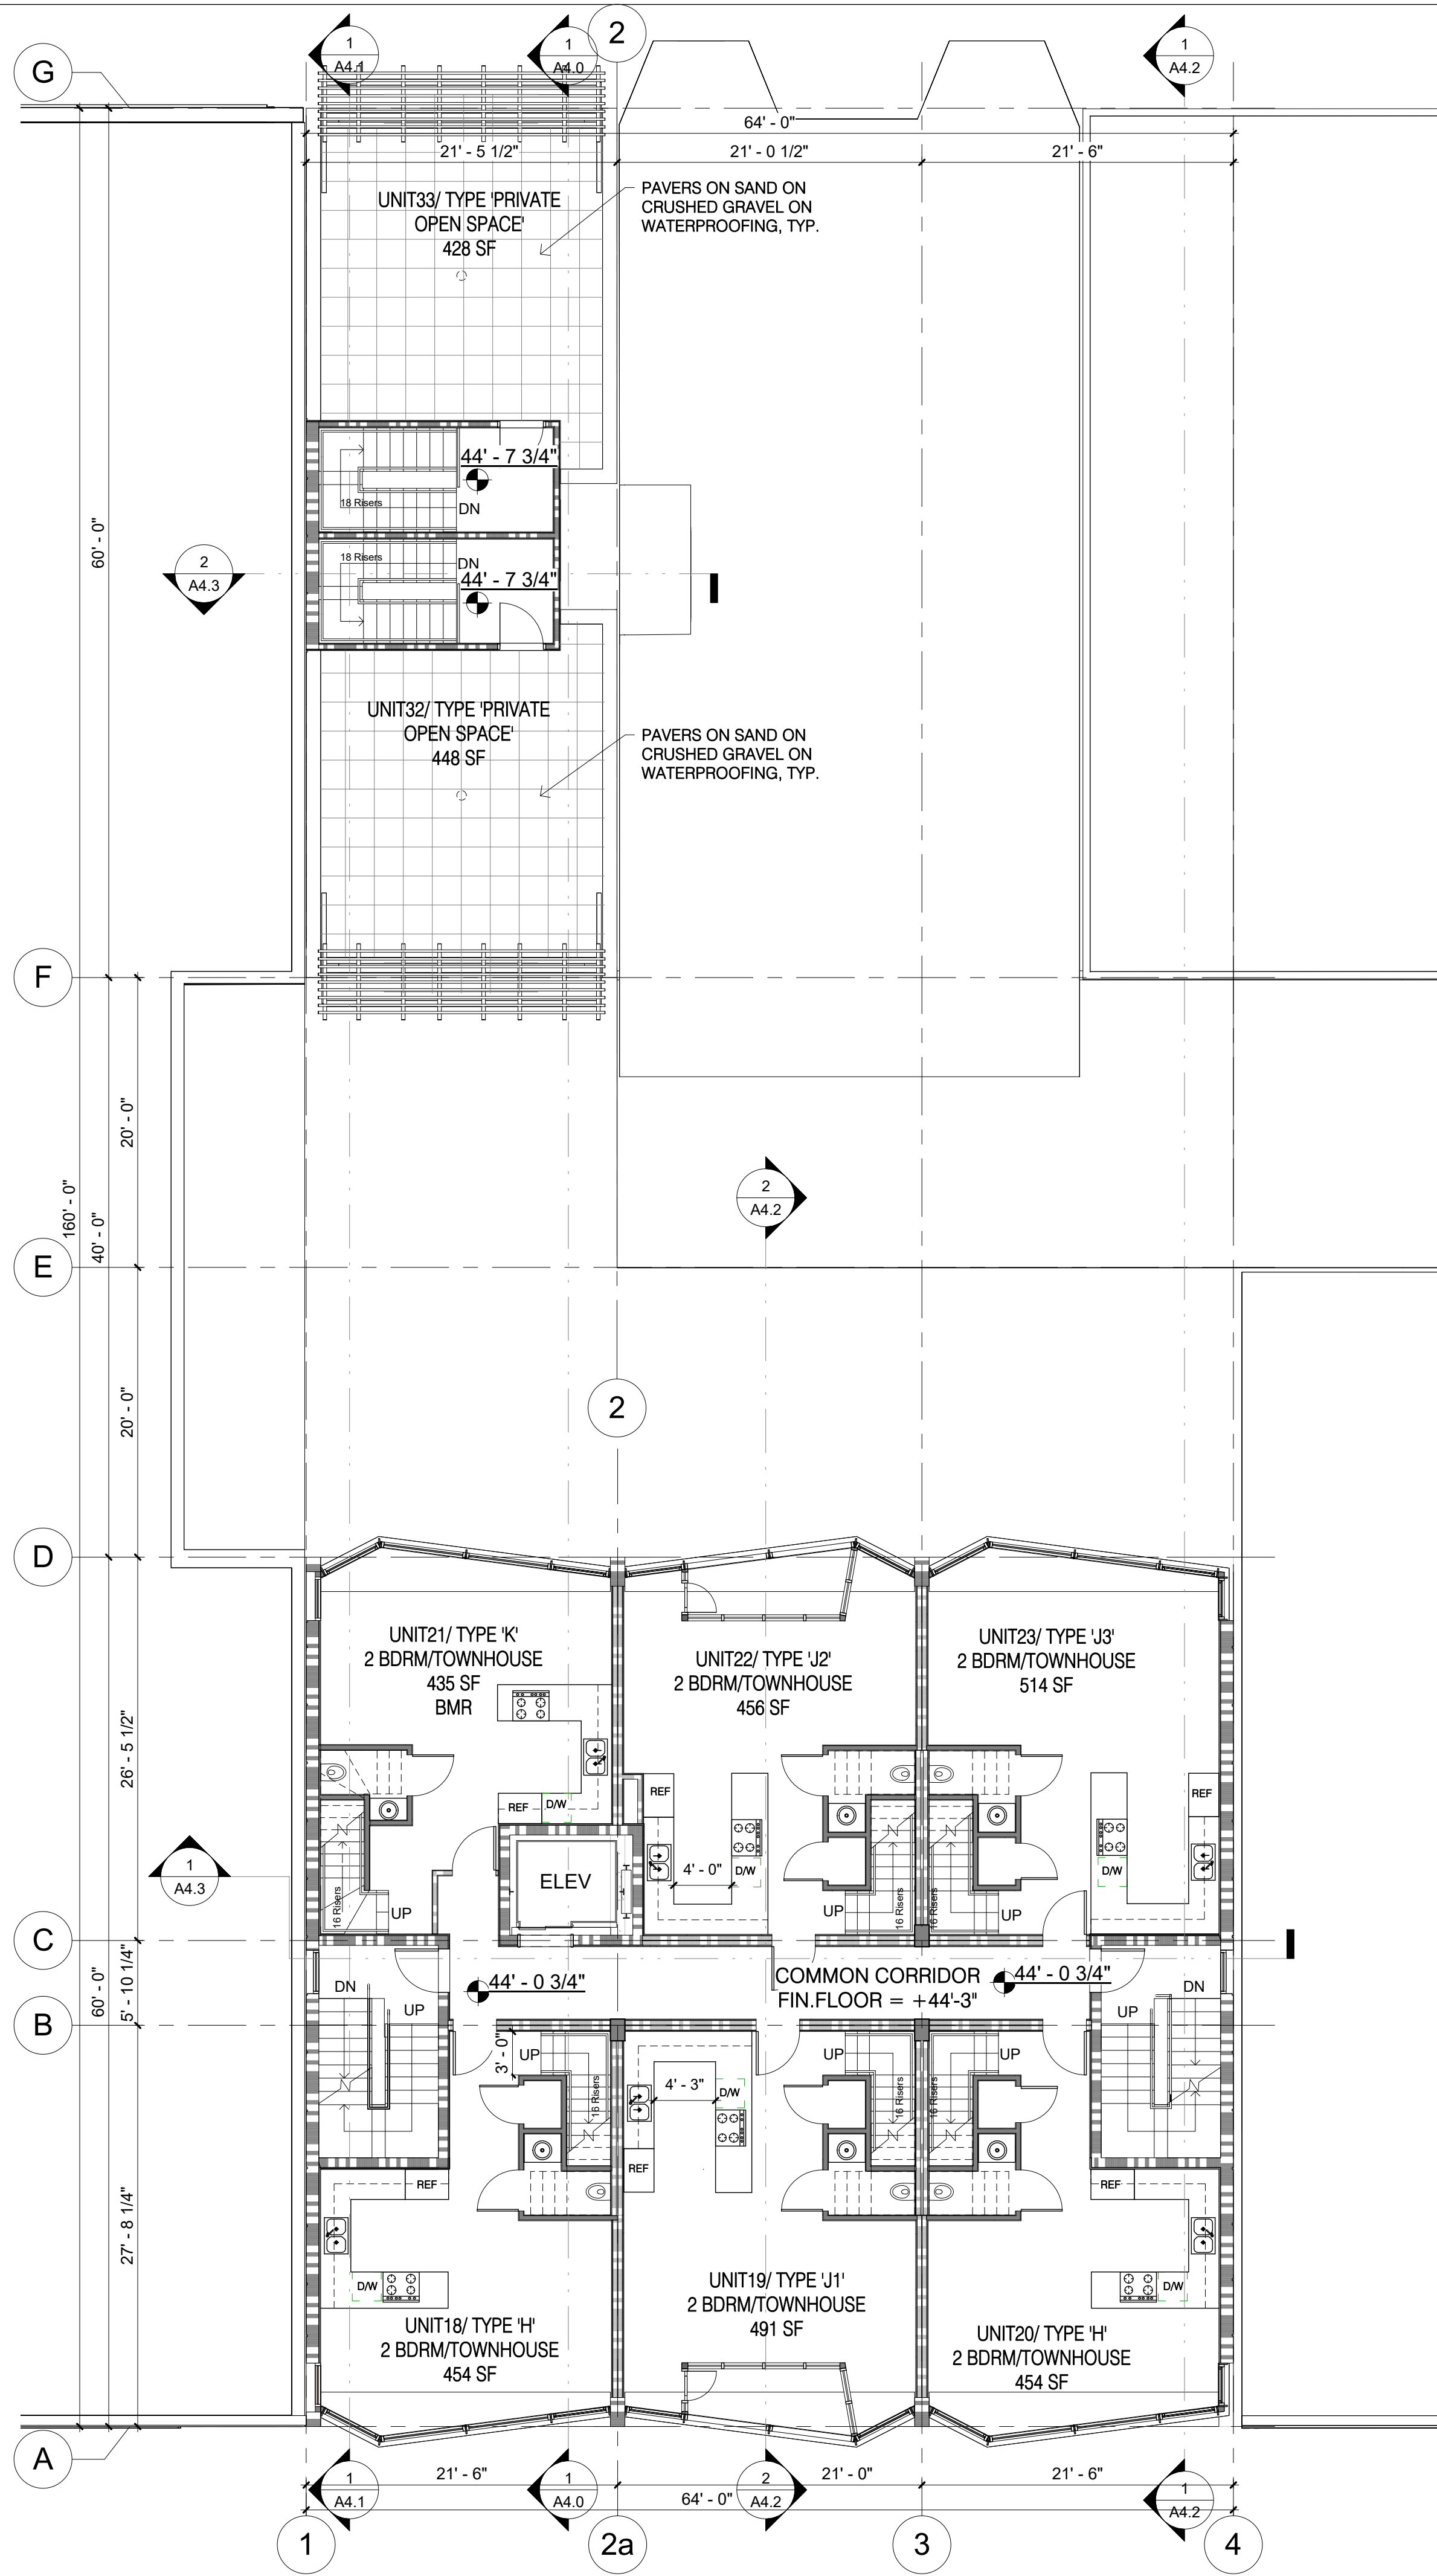 1
A4.1
1
A4.0
2
1
A4.2
G
64' - 0"
21' - 5 1/2"
21' - 0 1/2"
21' - 6"
UNIT33/ TYPE 'PRIVATE
OPEN SPACE'
428 SF
PAVERS ON SAND ON
CRUSHED GRAVEL ON
WATERPROOFING, TYP.
44' - 7 3/4"
18 Risers
DN
60' - 0"
2
A4.3
18 Risers
DN
44' - 7 3/4"
UNIT32/ TYPE 'PRIVATE
OPEN SPACE'
448 SF
PAVERS ON SAND ON
CRUSHED GRAVEL ON
WATERPROOFING, TYP.
F
20' - 0"
160' - 0"
40' - 0"
2
A4.2
E
20' - 0"
2
D
UNIT21/ TYPE 'K'
2 BDRM/TOWNHOUSE
435 SF
BMR
UNIT22/ TYPE 'J2'
2 BDRM/TOWNHOUSE
456 SF
UNIT23/ TYPE 'J3'
2 BDRM/TOWNHOUSE
514 SF
26' - 5 1/2"
REF
D/W
REF
REF
4' - 0"
D/W
D/W
1
A4.3
ELEV
16 Risers
UP
16 Risers
UP
16 Risers
UP
C
60' - 0"
5' - 10 1/4"
DN
UP
44' - 0 3/4"
COMMON CORRIDOR
FIN.FLOOR = +44'-3"
44' - 0 3/4"
DN
UP
B
3' - 0"
UP
16 Risers
4' - 3"
D/W
UP
16 Risers
16 Risers
UP
REF
REF
REF
27' - 8 1/4"
D/W
D/W
UNIT18/ TYPE 'H'
2 BDRM/TOWNHOUSE
454 SF
UNIT19/ TYPE 'J1'
2 BDRM/TOWNHOUSE
491 SF
UNIT20/ TYPE 'H'
2 BDRM/TOWNHOUSE
454 SF
A
1
A4.1
21' - 6"
1
A4.0
2
A4.2
21' - 0"
21' - 6"
1
A4.2
64' - 0"
1
2a
3
4